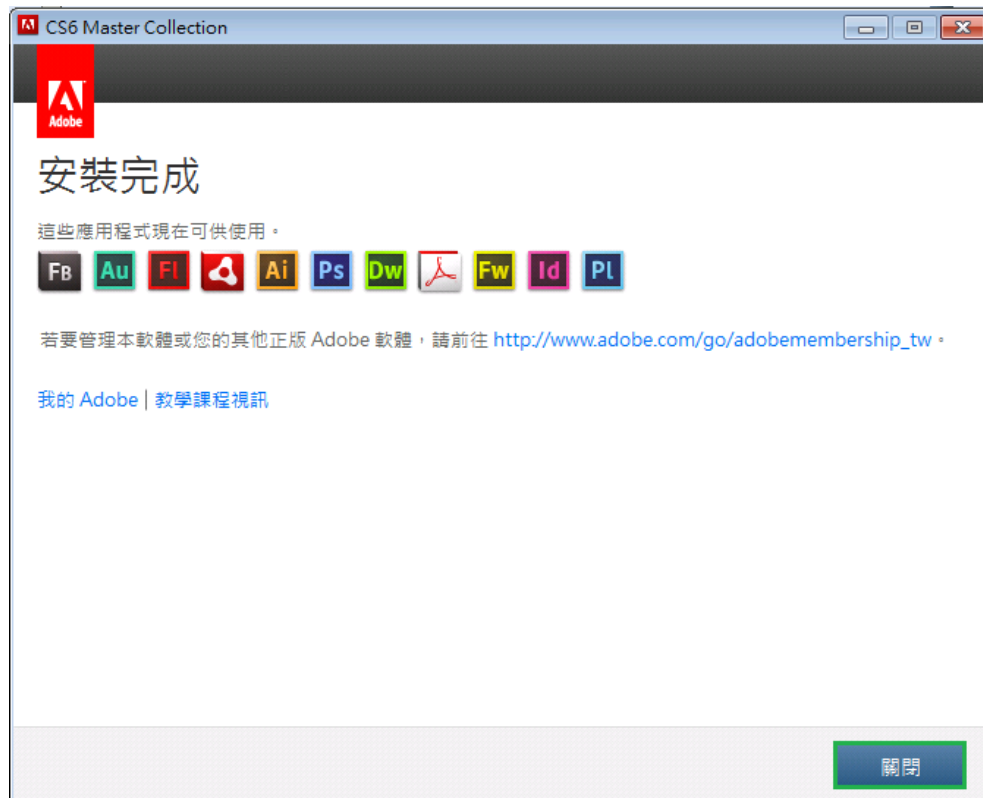 CS6 Master Collection
Adobe
安裝完成
這些應用程式現在可供使用。
FB Au Fl Ai Ps Dw Fw Id Pl
若要管理本軟體或您的其他正版 Adobe 軟體，請前往 http://www.adobe.com/go/adobemembership_tw。
我的 Adobe | 教學課程視訊
關閉